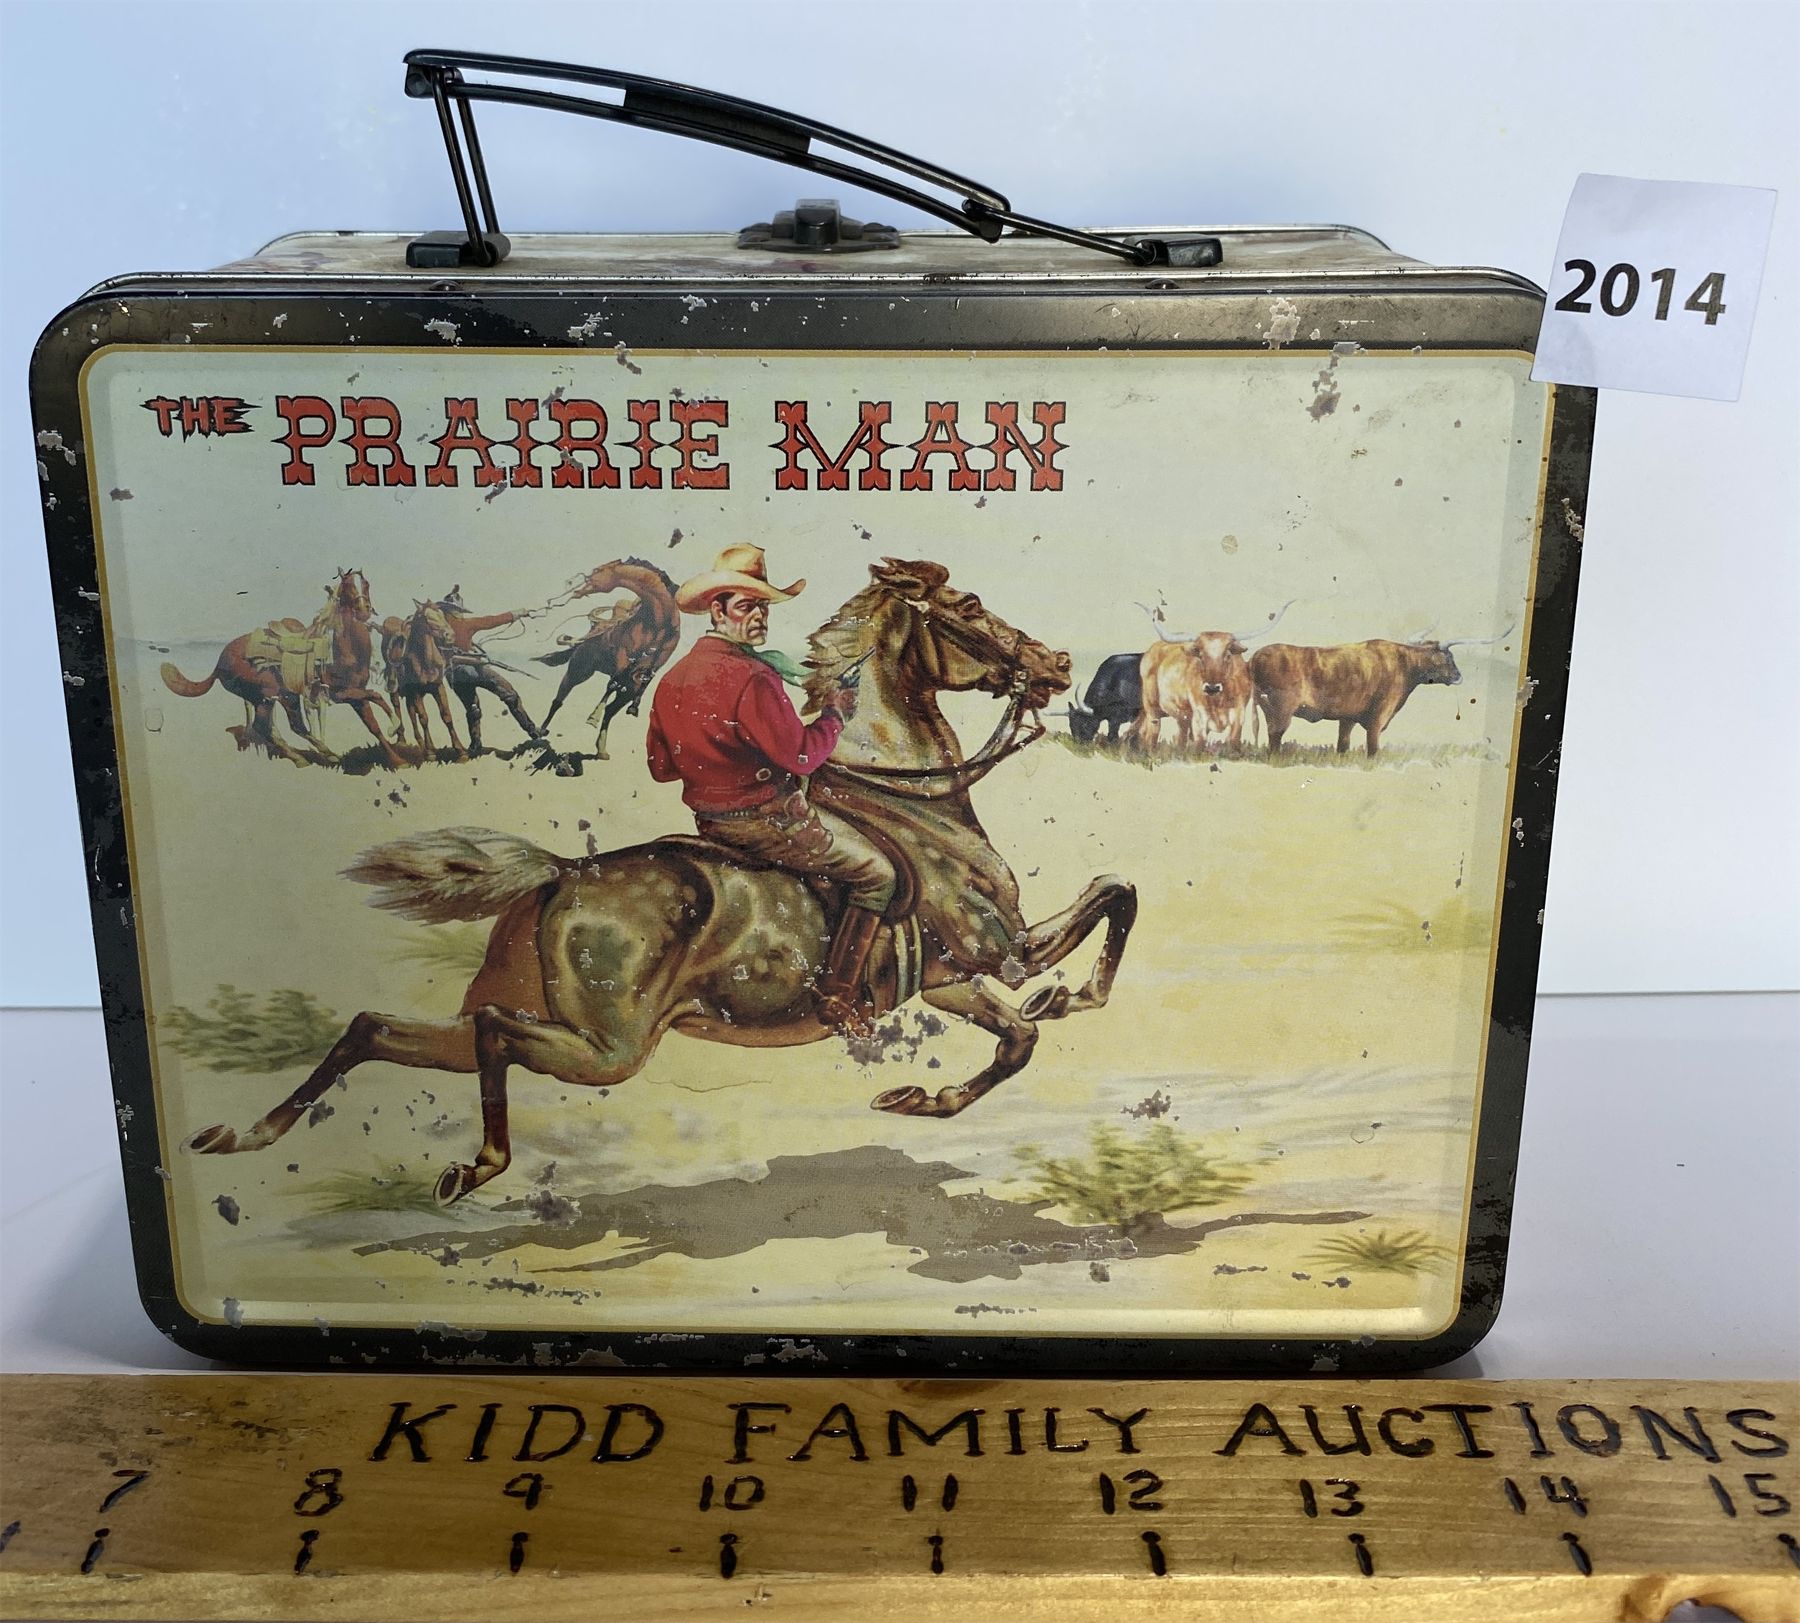 2014
THE PRAIRIE MAN
KIDD FAMILY AUCTIONS
7 8 9 10 11 12 13 14 15